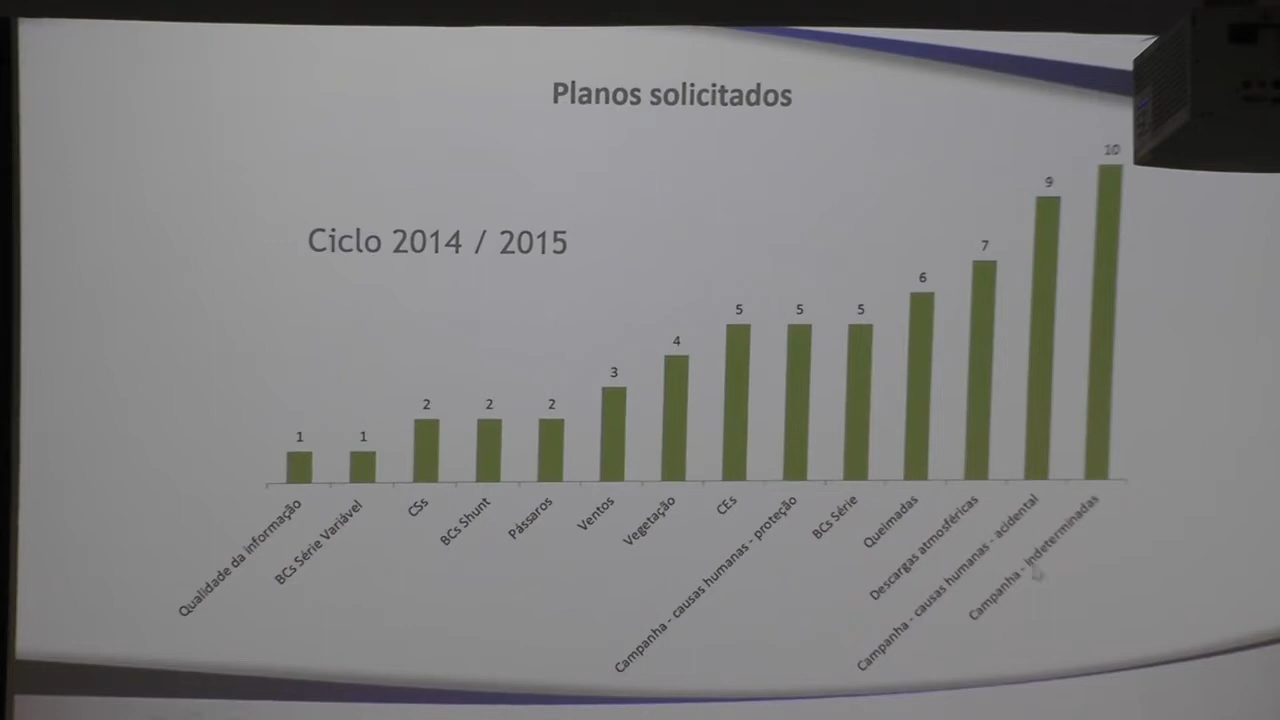 Planos solicitados
Ciclo 2014 / 2015
1
1
2
2
2
3
4
5
5
5
6
7
9
10
Qualidade da informação
BCs Série Variável
CSs
BCs Shunt
Pássaros
Ventos
Vegetação
CEs
Campanha - causas humanas - proteção
BCs Série
Queimadas
Descargas atmosféricas
Campanha - causas humanas - acidental
Campanha - indeterminadas